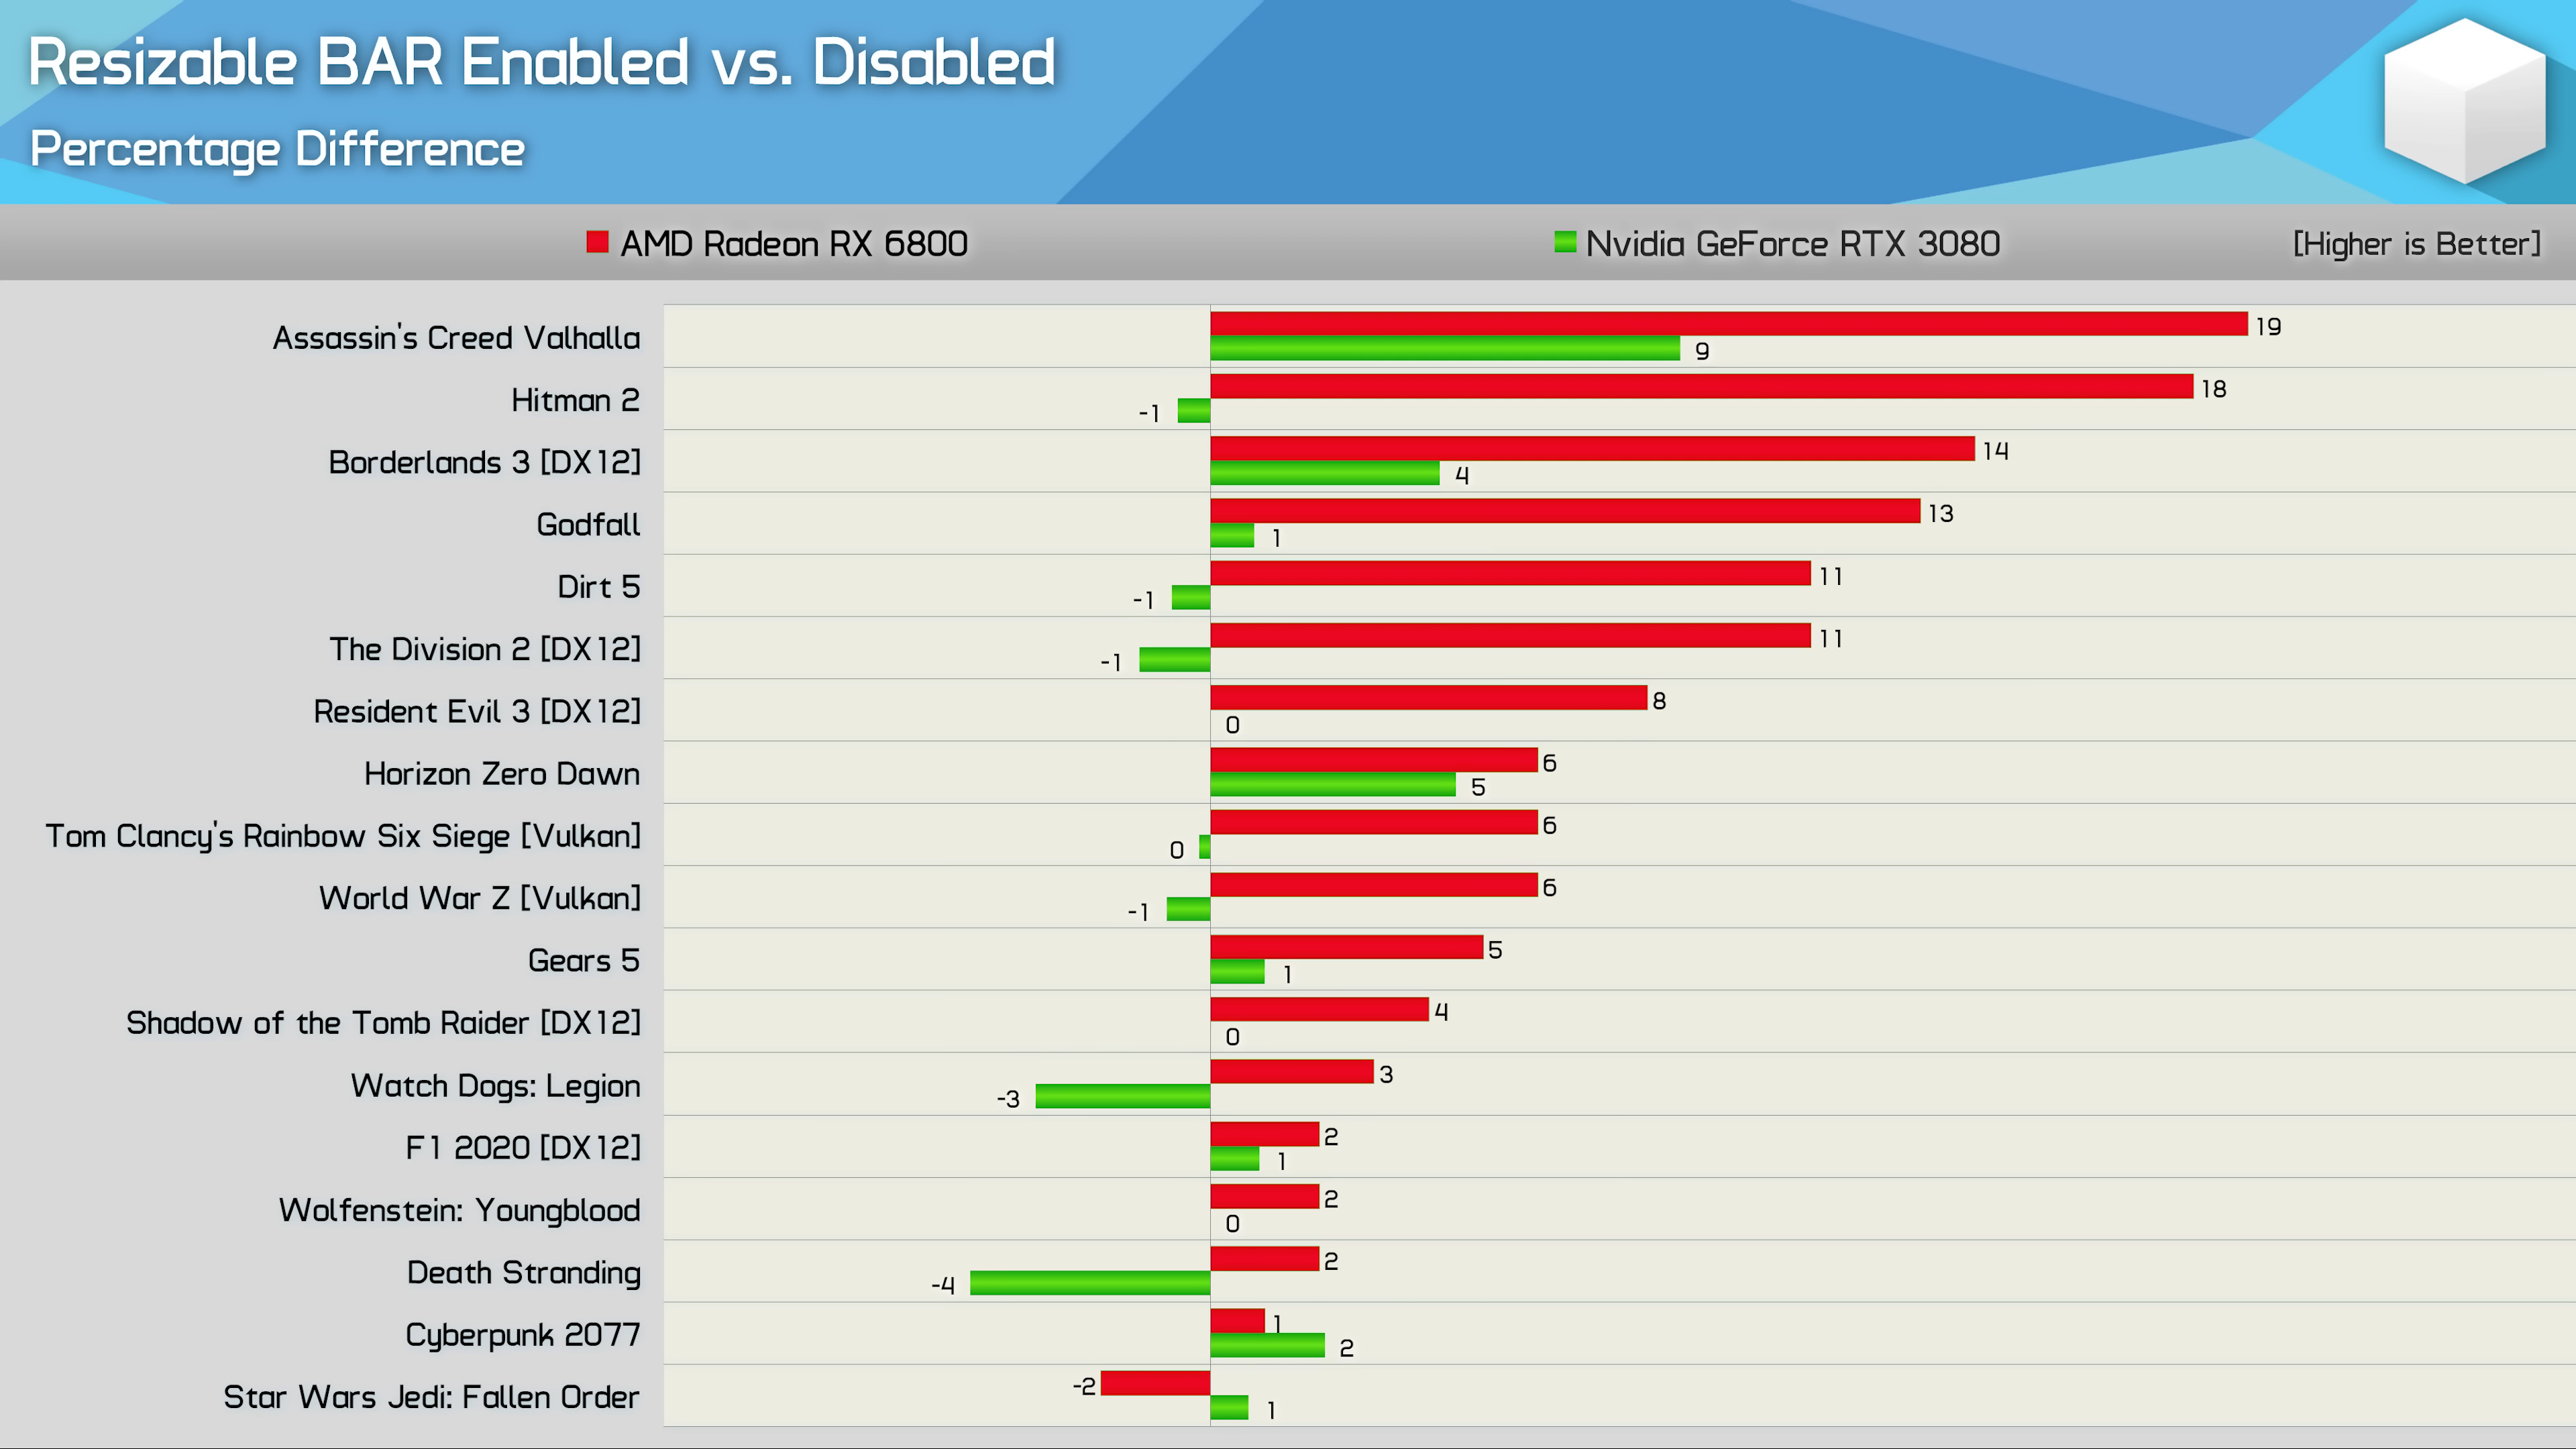 Resizable BAR Enabled vs. Disabled
Percentage Difference
AMD Radeon RX 6800 Nvidia GeForce RTX 3080 [Higher is Better]
Assassin's Creed Valhalla 19
9
Hitman 2 18
-1
Borderlands 3 [DX12] 14
4
Godfall 13
1
Dirt 5 11
-1
The Division 2 [DX12] 11
-1
Resident Evil 3 [DX12] 8
0
Horizon Zero Dawn 6
5
Tom Clancy's Rainbow Six Siege [Vulkan] 6
0
World War Z [Vulkan] 6
-1
Gears 5 5
1
Shadow of the Tomb Raider [DX12] 4
0
Watch Dogs: Legion 3
-3
F1 2020 [DX12] 2
1
Wolfenstein: Youngblood 2
0
Death Stranding 2
-4
Cyberpunk 2077 1
2
Star Wars Jedi: Fallen Order -2
1